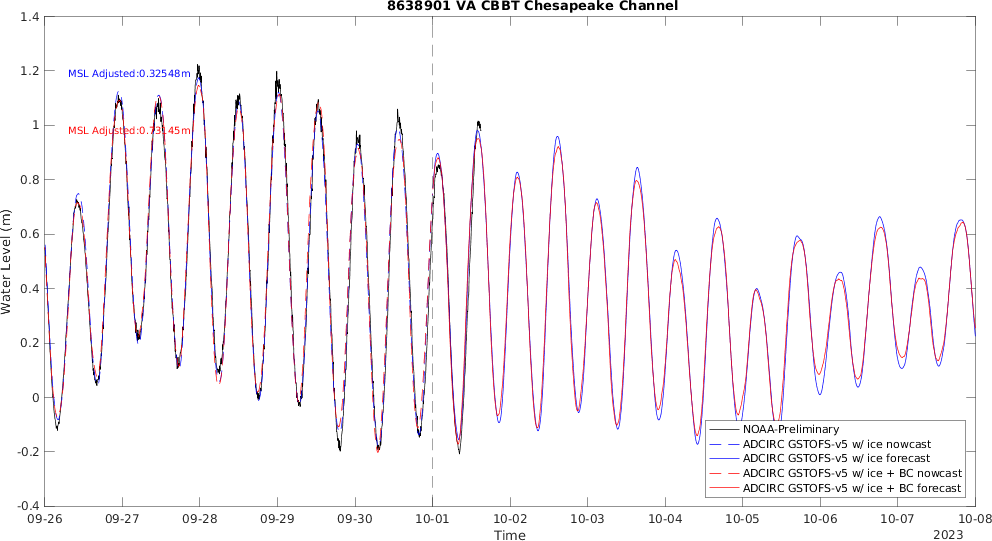 8638901 VA CBBT Chesapeake Channel
1.4
1.2
1
0.8
0.6
0.4
0.2
0
-0.2
-0.4
Water Level (m)
MSL Adjusted:0.32548m
MSL Adjusted:0.73145m
NOAA-Preliminary
ADCIRC GSTOFS-v5 w/ ice nowcast
ADCIRC GSTOFS-v5 w/ ice forecast
ADCIRC GSTOFS-v5 w/ ice + BC nowcast
ADCIRC GSTOFS-v5 w/ ice + BC forecast
09-26 09-27 09-28 09-29 09-30 10-01 10-02 10-03 10-04 10-05 10-06 10-07 10-08
Time
2023